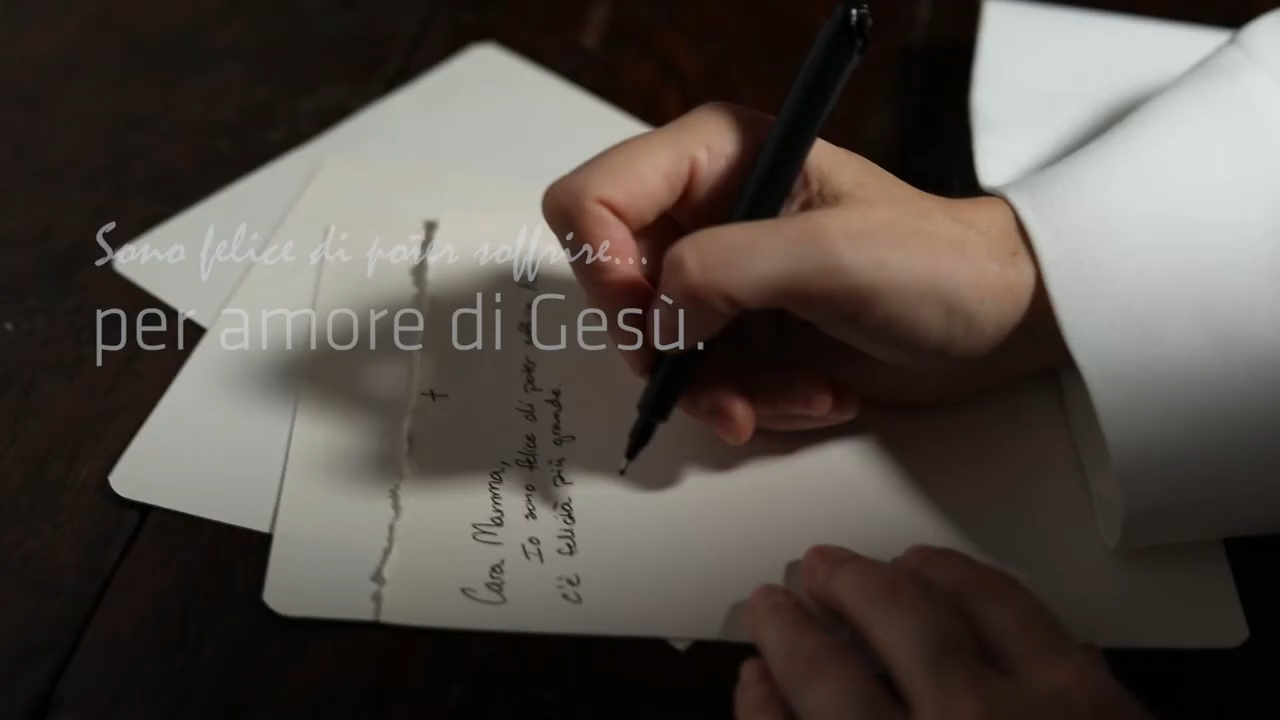 Sono felice di poter soffrire...
per amore di Gesù.
+
Cara Mamma,
Io sono felice di poter
c'è felicità più grande.